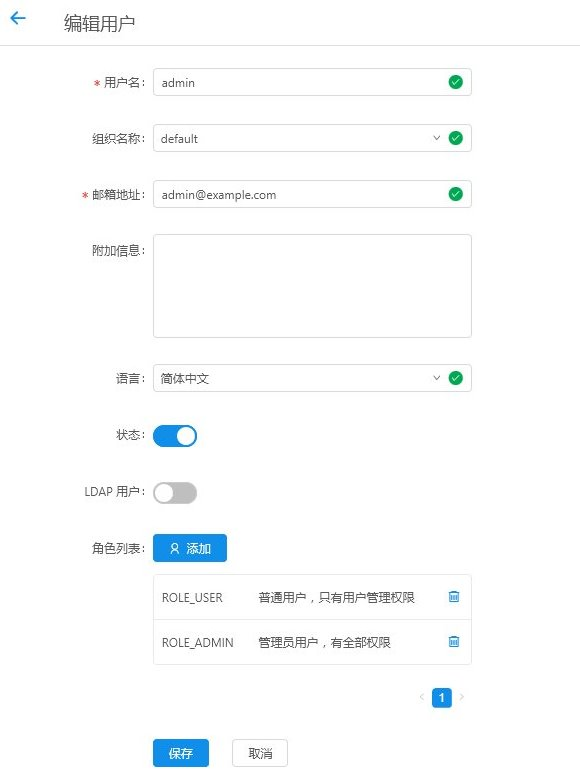 编辑用户
* 用户名: admin
组织名称: default
* 邮箱地址: admin@example.com
附加信息:
语言: 简体中文
状态:
LDAP 用户:
角色列表: 添加
ROLE_USER 普通用户，只有用户管理权限
ROLE_ADMIN 管理员用户，有全部权限
1
保存 取消